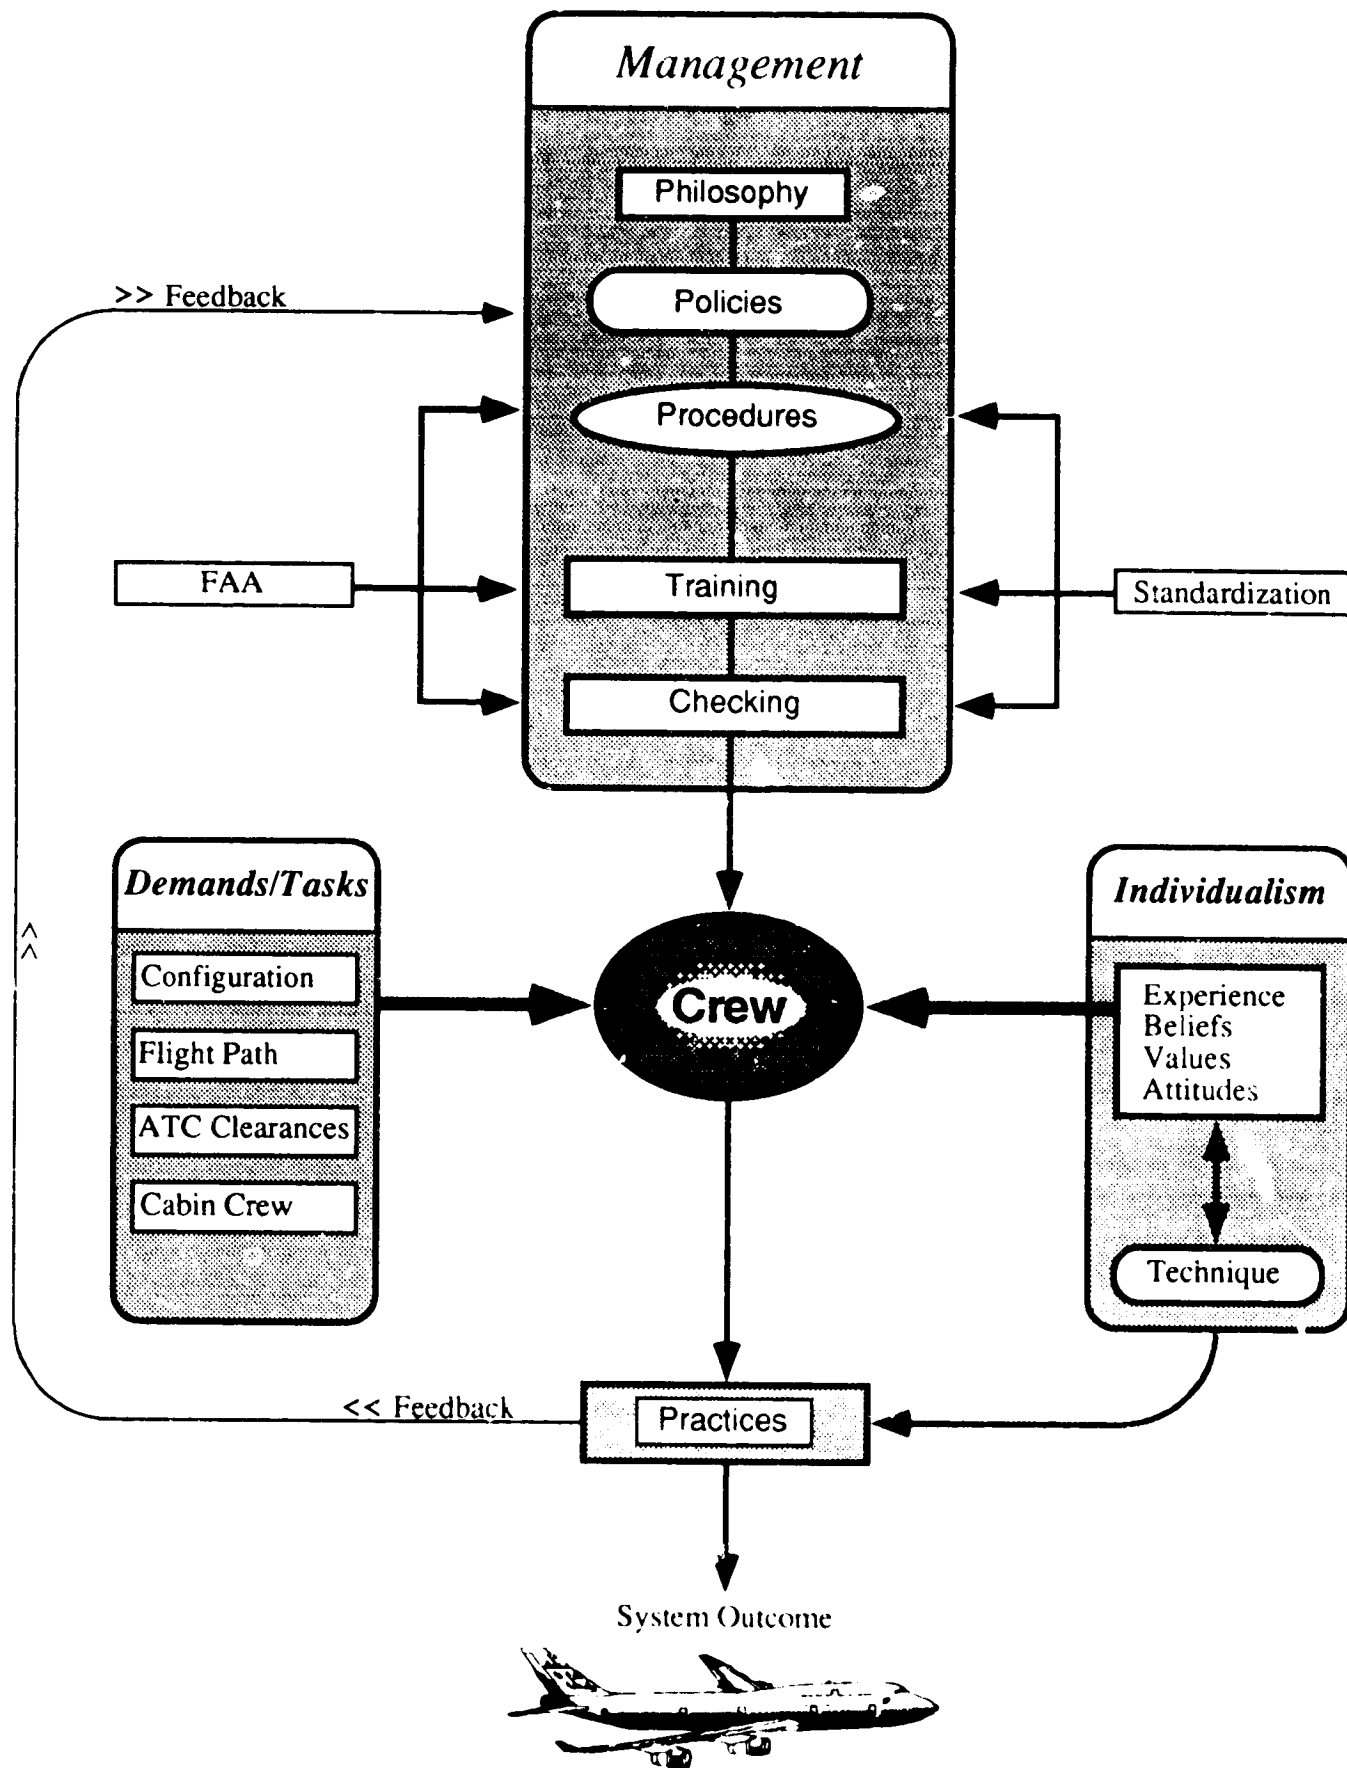 Management
Philosophy
>> Feedback
Policies
Procedures
FAA
Training
Standardization
Checking
Demands/Tasks
Configuration
Flight Path
ATC Clearances
Cabin Crew
<<
Crew
Individualism
Experience
Beliefs
Values
Attitudes
Technique
<< Feedback
Practices
System Outcome